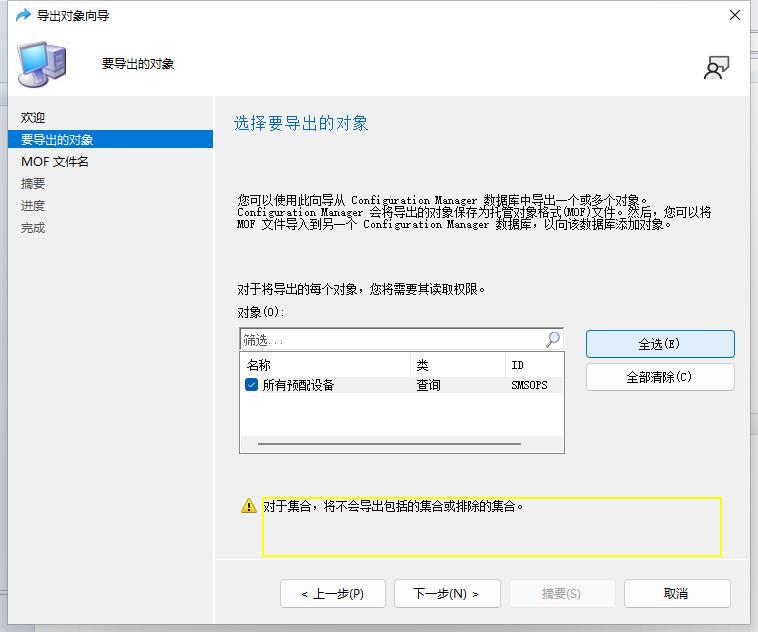 导出对象向导
要导出的对象
欢迎
要导出的对象
MOF 文件名
摘要
进度
完成
选择要导出的对象
您可以使用此向导从 Configuration Manager 数据库中导出一个或多个对象。
Configuration Manager 会将导出的对象保存为托管对象格式(MOF)文件。然后，您可以将
MOF 文件导入到另一个 Configuration Manager 数据库，以向该数据库添加对象。
对于将导出的每个对象，您将需要其读取权限。
对象(O):
筛选...
全选(E)
名称 类 ID
全部清除(C)
所有预配设备 查询 SMSOPS
对于集合，将不会导出包括的集合或排除的集合。
< 上一步(P) 下一步(N) > 摘要(S) 取消